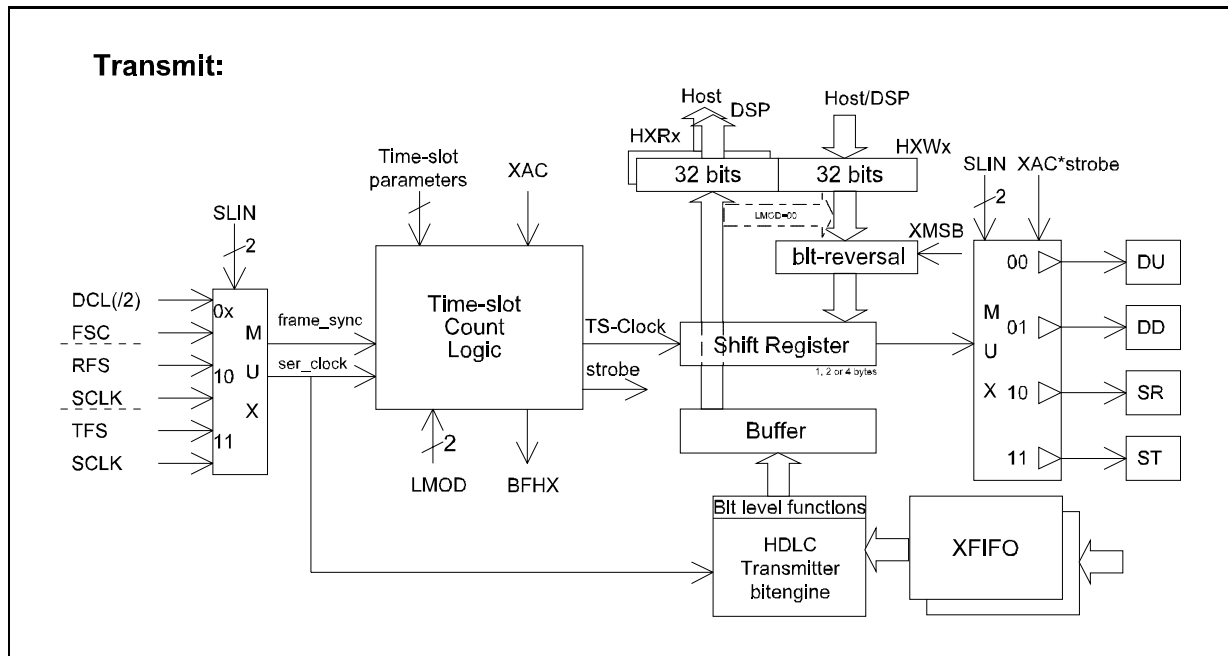 Transmit:
Host
DSP
Host/DSP
HXRx
HXWx
32 bits
32 bits
Time-slot
parameters
XAC
SLIN
2
SLIN
2
XAC*strobe
LMOD=00
XMSB
bIt-reversal
DCL(/2)
FSC
RFS
SCLK
TFS
SCLK
0x
10
11
M
U
X
frame_sync
ser_clock
Time-slot
Count
Logic
TS-Clock
strobe
Shift Register
1, 2 or 4 bytes
M
U
X
00
01
10
11
DU
DD
SR
ST
2
LMOD
BFHX
Buffer
BIt level functions
HDLC
Transmitter
bitengine
XFIFO